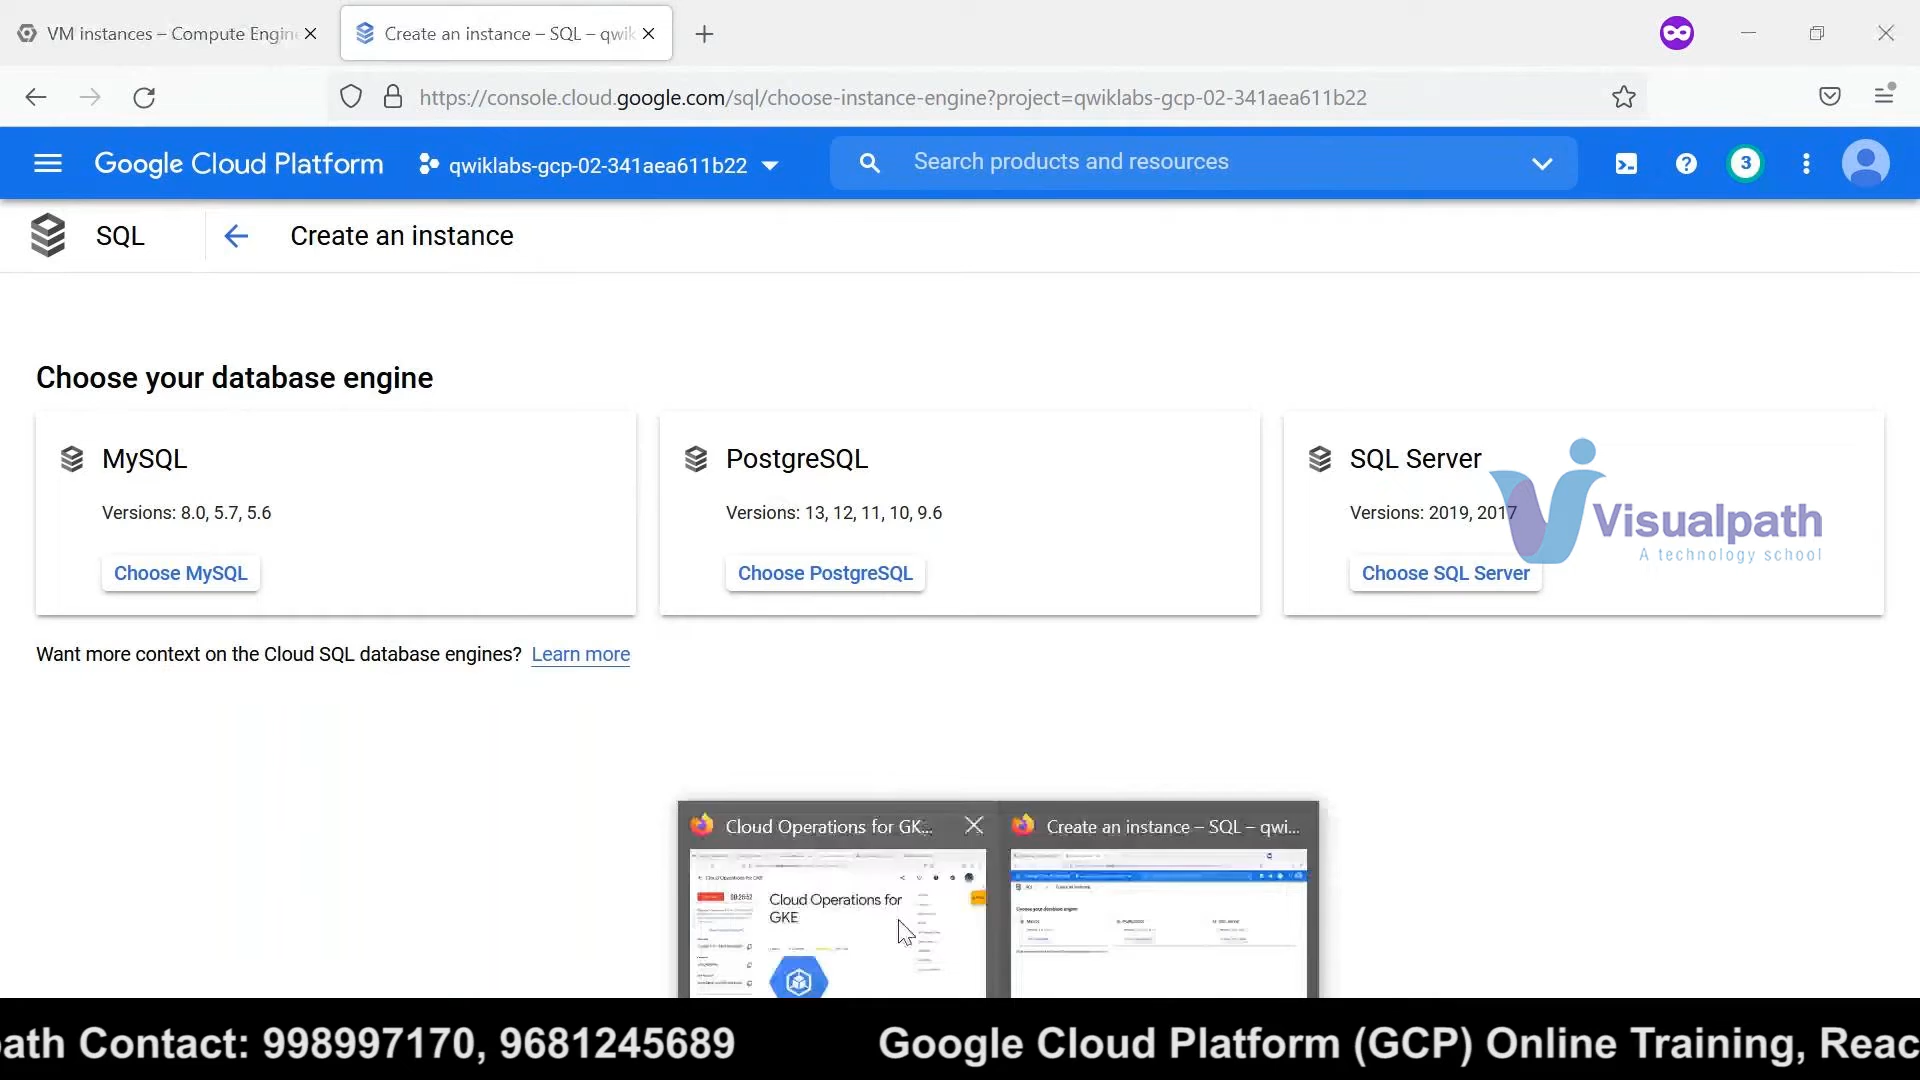 VM instances – Compute Engin
Create an instance – SQL – qwik
https://console.cloud.google.com/sql/choose-instance-engine?project=qwiklabs-gcp-02-341aea611b22
Google Cloud Platform
qwiklabs-gcp-02-341aea611b22
Search products and resources
3
SQL
Create an instance
Choose your database engine
MySQL
Versions: 8.0, 5.7, 5.6
Choose MySQL
PostgreSQL
Versions: 13, 12, 11, 10, 9.6
Choose PostgreSQL
SQL Server
Versions: 2019, 2017
Choose SQL Server
Visualpath
A technology school
Want more context on the Cloud SQL database engines? Learn more
Cloud Operations for GK...
Create an instance – SQL – qwi...
Cloud Operations for
GKE
ath Contact: 998997170, 9681245689
Google Cloud Platform (GCP) Online Training, Reac